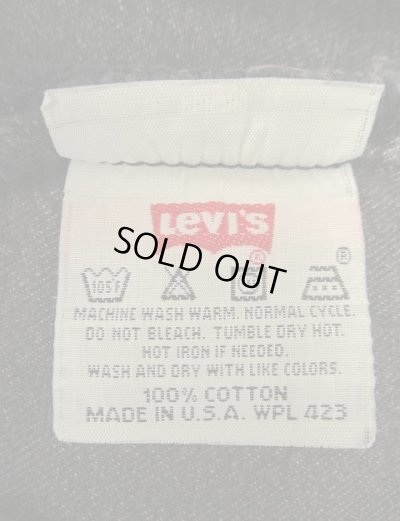 LEVI'S
®
SOLD OUT
®
105°F
MACHINE WASH WARM. NORMAL CYCLE.
DO NOT BLEACH. TUMBLE DRY HOT.
HOT IRON IF NEEDED.
WASH AND DRY WITH LIKE COLORS.
100% COTTON
MADE IN U.S.A. WPL 423